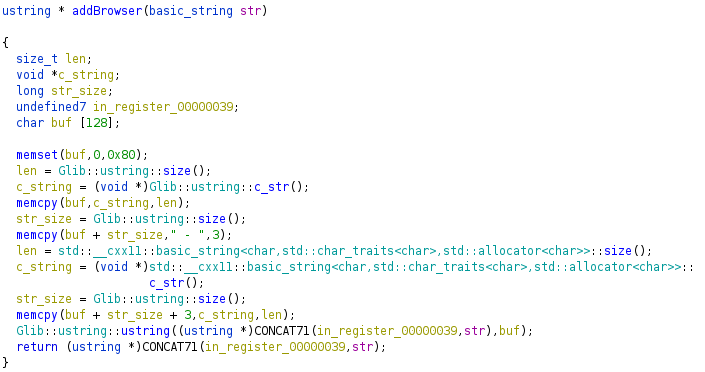 ustring * addBrowser(basic_string str)
{
size_t len;
void *c_string;
long str_size;
undefined7 in_register_00000039;
char buf [128];
memset(buf,0,0x80);
len = Glib::ustring::size();
c_string = (void *)Glib::ustring::c_str();
memcpy(buf,c_string,len);
str_size = Glib::ustring::size();
memcpy(buf + str_size," - ",3);
len = std::__cxx11::basic_string<char,std::char_traits<char>,std::allocator<char>>::size();
c_string = (void *)std::__cxx11::basic_string<char,std::char_traits<char>,std::allocator<char>>::
c_str();
str_size = Glib::ustring::size();
memcpy(buf + str_size + 3,c_string,len);
Glib::ustring::ustring((ustring *)CONCAT71(in_register_00000039,str),buf);
return (ustring *)CONCAT71(in_register_00000039,str);
}